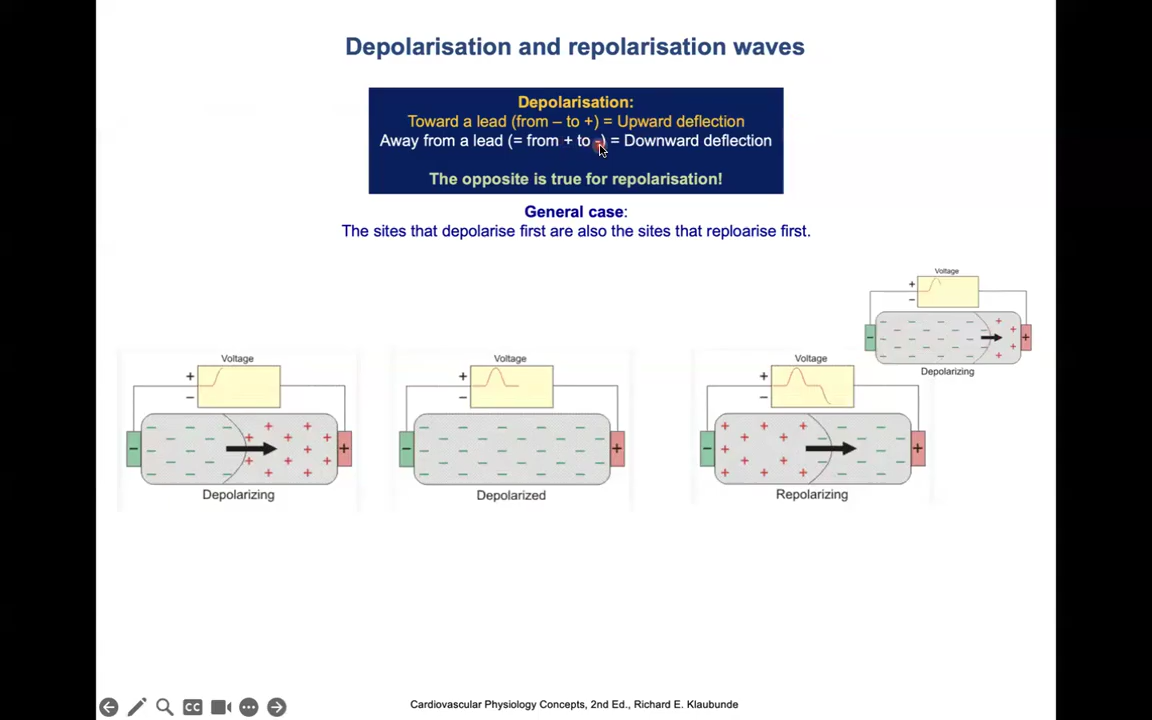 Depolarisation and repolarisation waves
Depolarisation:
Toward a lead (from – to +) = Upward deflection
Away from a lead (= from + to -) = Downward deflection
The opposite is true for repolarisation!
General case:
The sites that depolarise first are also the sites that reploarise first.
Voltage
+
−
− +
Depolarizing
Voltage
+
−
− +
Depolarizing
Voltage
+
−
− +
Depolarized
Voltage
+
−
− +
Repolarizing
CC
Cardiovascular Physiology Concepts, 2nd Ed., Richard E. Klaubunde